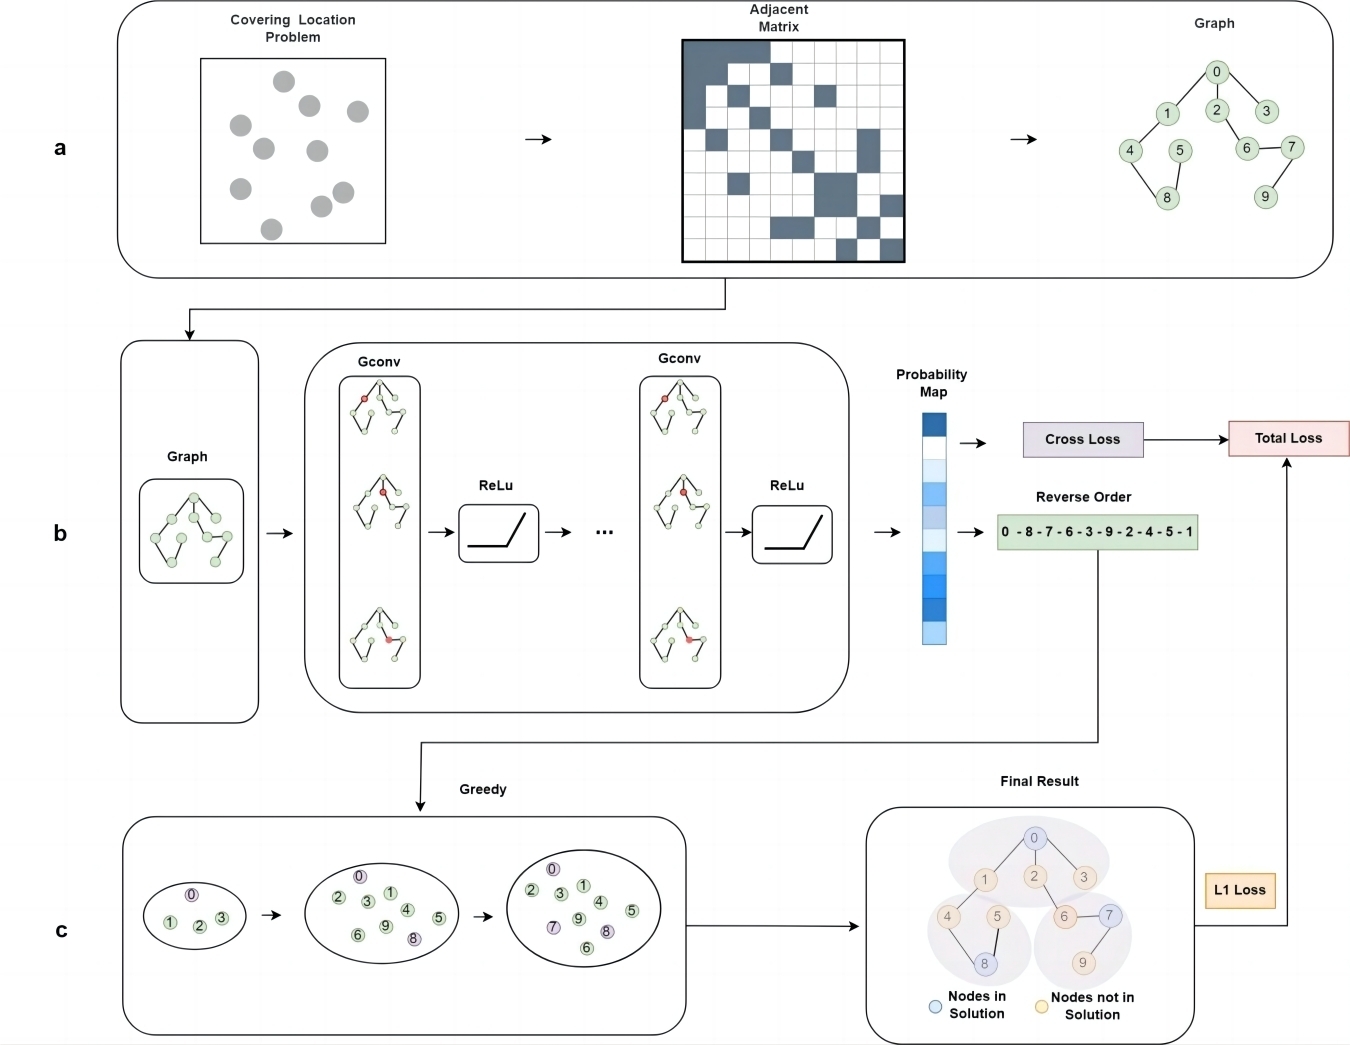 Covering Location
Problem
Adjacent
Matrix
Graph
a
0
1
2
3
4
5
6
7
8
9
Gconv
Gconv
Probability
Map
Graph
ReLu
ReLu
Cross Loss
Total Loss
Reverse Order
b
...
0 - 8 - 7 - 6 - 3 - 9 - 2 - 4 - 5 - 1
Greedy
Final Result
c
0
1
2
3
0
2
3
1
4
5
6
9
8
0
2
3
1
4
5
7
9
8
6
0
1
2
3
4
5
6
7
8
9
Nodes in
Solution
Nodes not in
Solution
L1 Loss